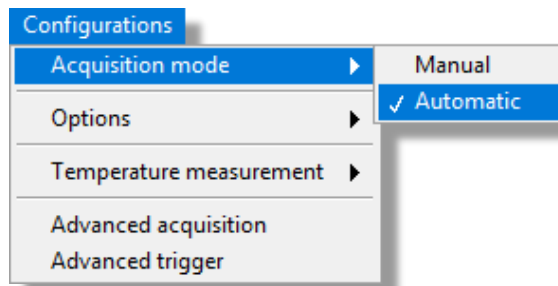 Configurations
Acquisition mode
Manual
Automatic
Options
Temperature measurement
Advanced acquisition
Advanced trigger